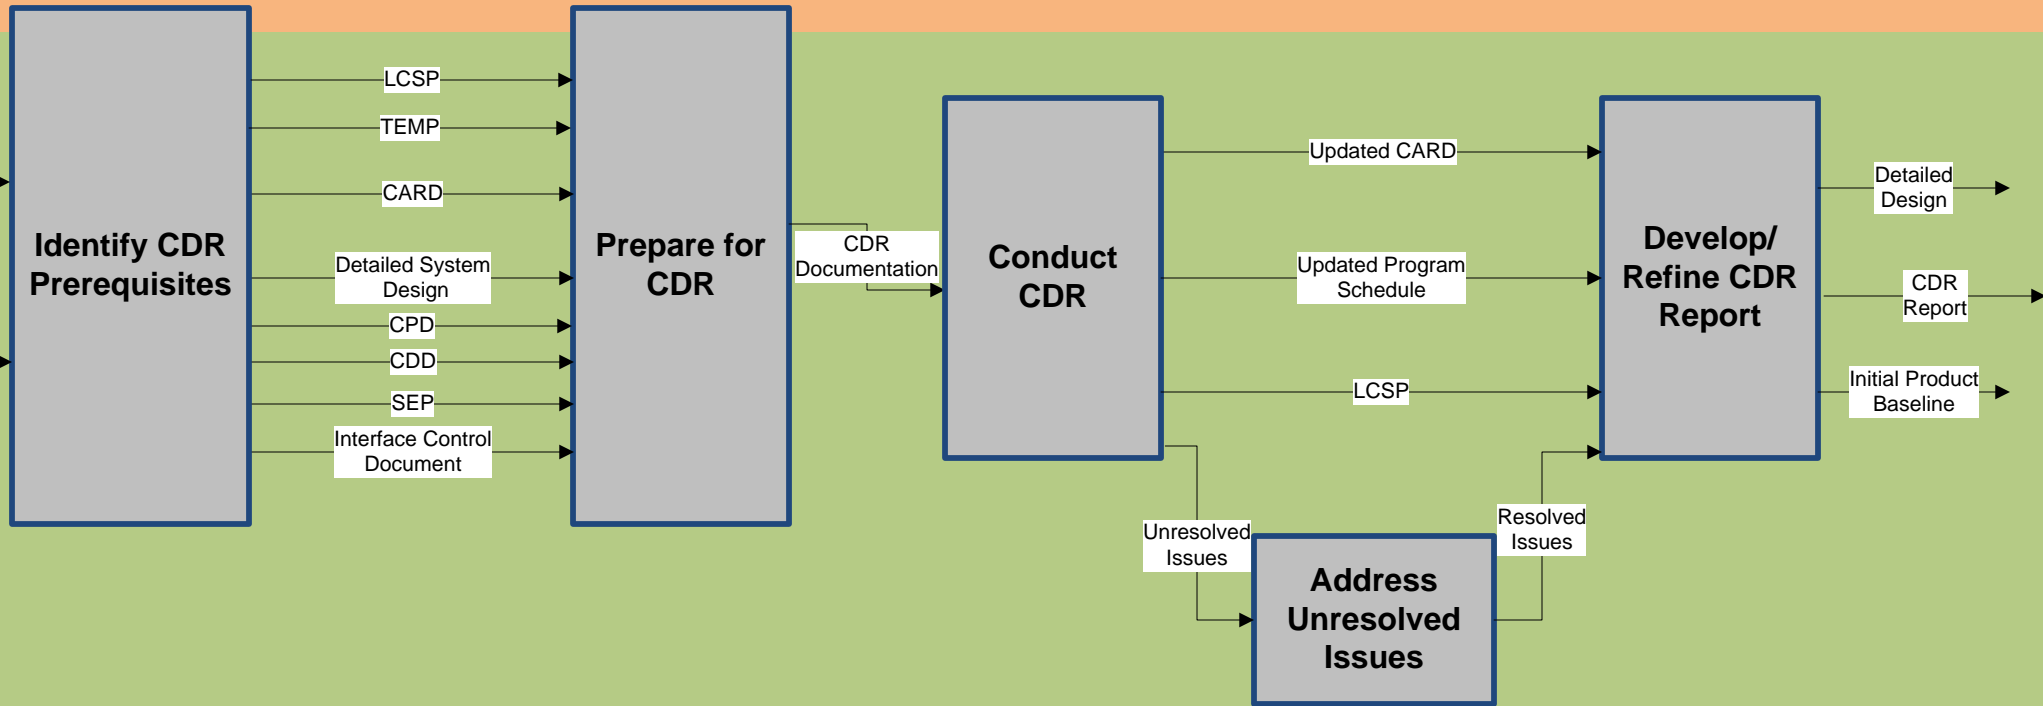 Identify CDR
Prerequisites
LCSP
TEMP
CARD
Detailed System
Design
CPD
CDD
SEP
Interface Control
Document
Prepare for
CDR
CDR
Documentation
Conduct
CDR
Updated CARD
Updated Program
Schedule
LCSP
Unresolved
Issues
Address
Unresolved
Issues
Resolved
Issues
Develop/
Refine CDR
Report
Detailed
Design
CDR
Report
Initial Product
Baseline